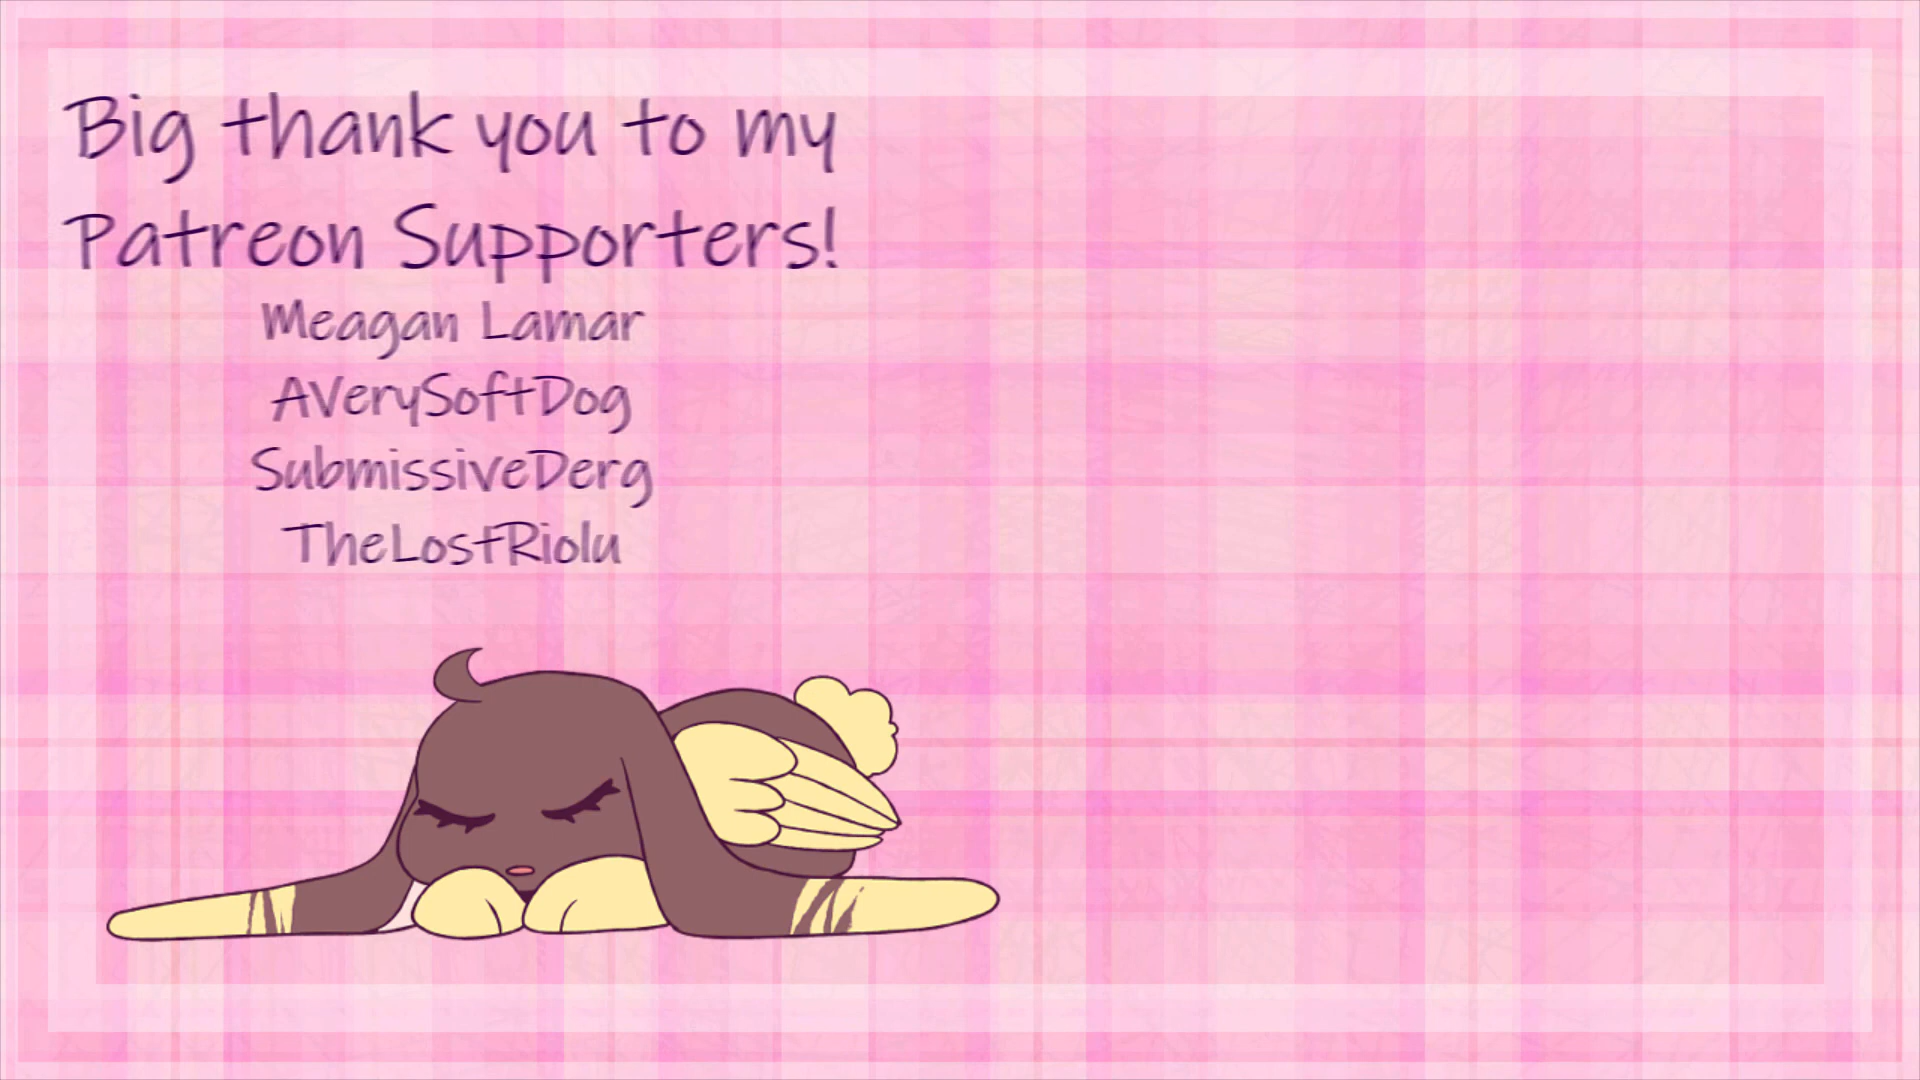 Big thank you to my
Patreon Supporters!
Meagan Lamar
AVerySoftDog
SubmissiveDerg
TheLostRiolu